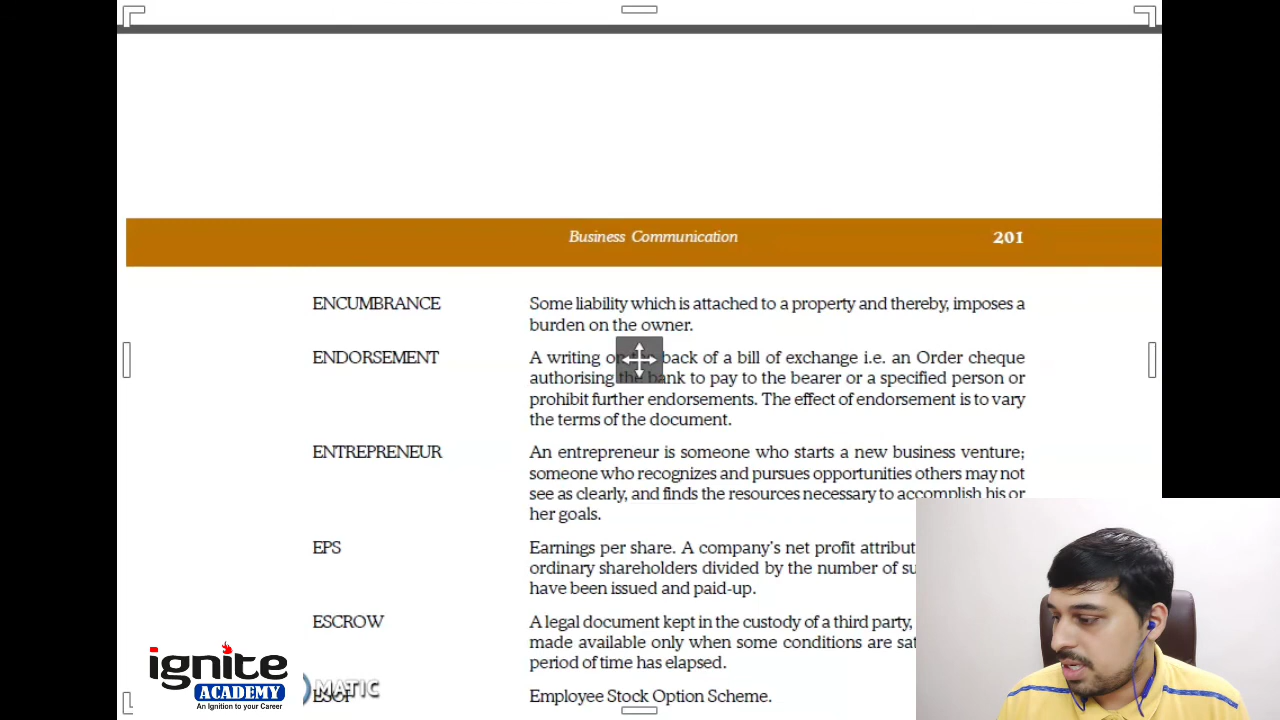 Business Communication 201
ENCUMBRANCE Some liability which is attached to a property and thereby, imposes a
burden on the owner.
ENDORSEMENT A writing on the back of a bill of exchange i.e. an Order cheque
authorising the bank to pay to the bearer or a specified person or
prohibit further endorsements. The effect of endorsement is to vary
the terms of the document.
ENTREPRENEUR An entrepreneur is someone who starts a new business venture;
someone who recognizes and pursues opportunities others may not
see as clearly, and finds the resources necessary to accomplish his or
her goals.
EPS Earnings per share. A company's net profit attribut
ordinary shareholders divided by the number of su
have been issued and paid-up.
ESCROW A legal document kept in the custody of a third party,
made available only when some conditions are sat
period of time has elapsed.
ESOP Employee Stock Option Scheme.
ignite
ACADEMY
An Ignition to your Career
MATIC